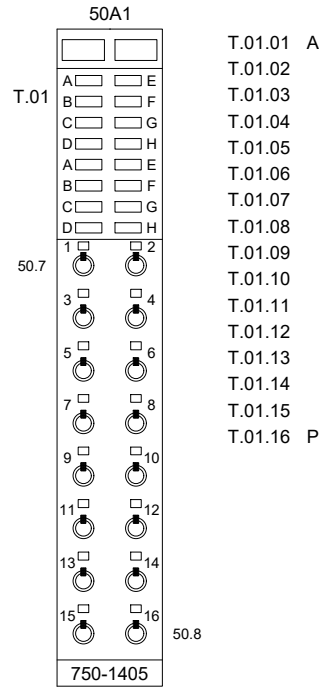 50A1
T.01
A E
B F
C G
D H
A E
B F
C G
D H
1 2
50.7
3 4
5 6
7 8
9 10
11 12
13 14
15 16
50.8
750-1405
T.01.01 A
T.01.02
T.01.03
T.01.04
T.01.05
T.01.06
T.01.07
T.01.08
T.01.09
T.01.10
T.01.11
T.01.12
T.01.13
T.01.14
T.01.15
T.01.16 P